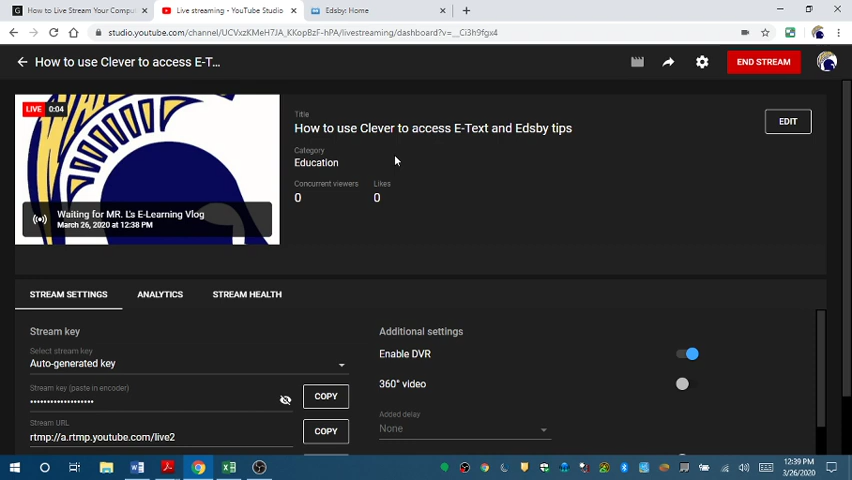 How to Live Stream Your Comput
Live streaming - YouTube Studio
Edsby: Home
studio.youtube.com/channel/UCVxzKMeH7JA_KKopBzF-hPA/livestreaming/dashboard?v=__Ci3h9fgx4
How to use Clever to access E-T...
END STREAM
LIVE 0:04
Waiting for MR. L's E-Learning Vlog
March 26, 2020 at 12:38 PM
Title
How to use Clever to access E-Text and Edsby tips
EDIT
Category
Education
Concurrent viewers
Likes
0
0
STREAM SETTINGS
ANALYTICS
STREAM HEALTH
Stream key
Select stream key
Auto-generated key
Stream key (paste in encoder)
••••••••••••••••••••
COPY
Stream URL
rtmp://a.rtmp.youtube.com/live2
COPY
Additional settings
Enable DVR
360° video
Added delay
None
12:39 PM
3/26/2020